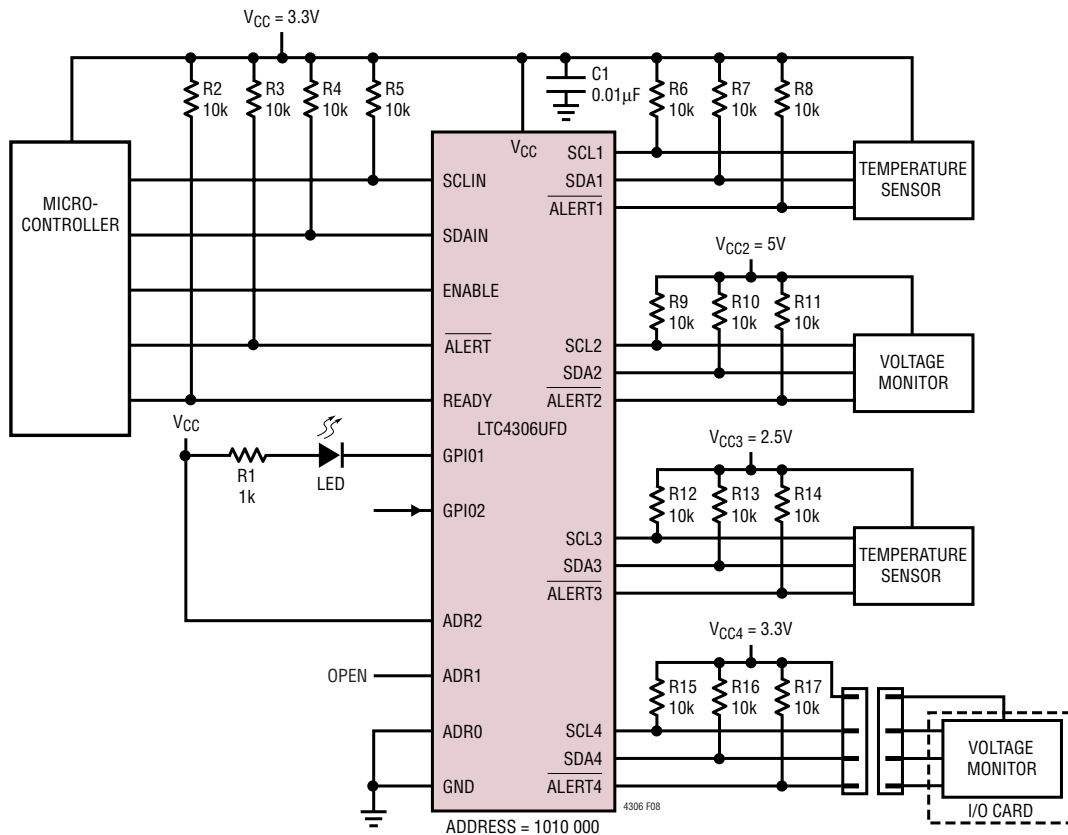 VCC = 3.3V
R2
10k
R3
10k
R4
10k
R5
10k
C1
0.01µF
R6
10k
R7
10k
R8
10k
MICRO-
CONTROLLER
VCC
SCLIN
SDAIN
ENABLE
ALERT
READY
LTC4306UFD
GPIO1
GPIO2
ADR2
ADR1
ADR0
GND
SCL1
SDA1
ALERT1
TEMPERATURE
SENSOR
VCC2 = 5V
R9
10k
R10
10k
R11
10k
SCL2
SDA2
ALERT2
VOLTAGE
MONITOR
VCC
R1
1k
LED
VCC3 = 2.5V
R12
10k
R13
10k
R14
10k
SCL3
SDA3
ALERT3
TEMPERATURE
SENSOR
OPEN
VCC4 = 3.3V
R15
10k
R16
10k
R17
10k
SCL4
SDA4
ALERT4
VOLTAGE
MONITOR
I/O CARD
4306 F08
ADDRESS = 1010 000